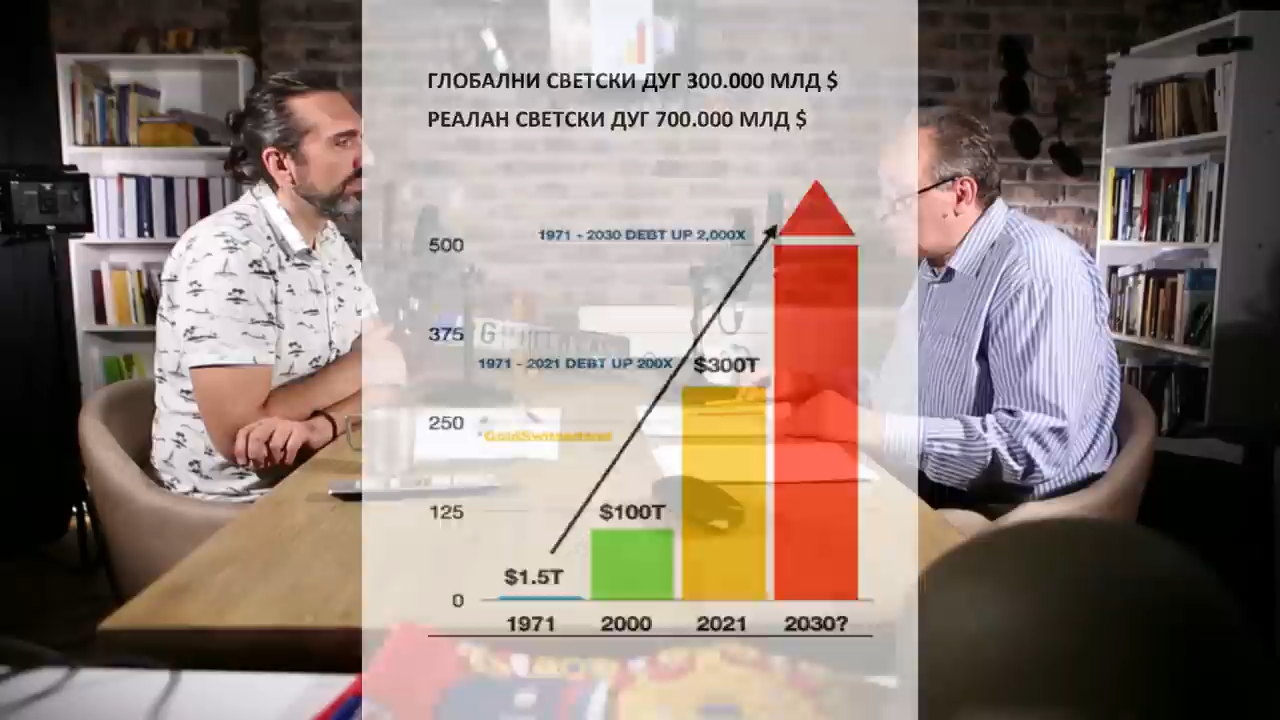 ГЛОБАЛНИ СВЕТСКИ ДУГ 300.000 МЛД $
РЕАЛАН СВЕТСКИ ДУГ 700.000 МЛД $
1971 - 2030 DEBT UP 2,000X
500
375
1971 - 2021 DEBT UP 200X
$300T
250
GoldSwitzerland
125
$100T
$1.5T
0
1971 2000 2021 2030?